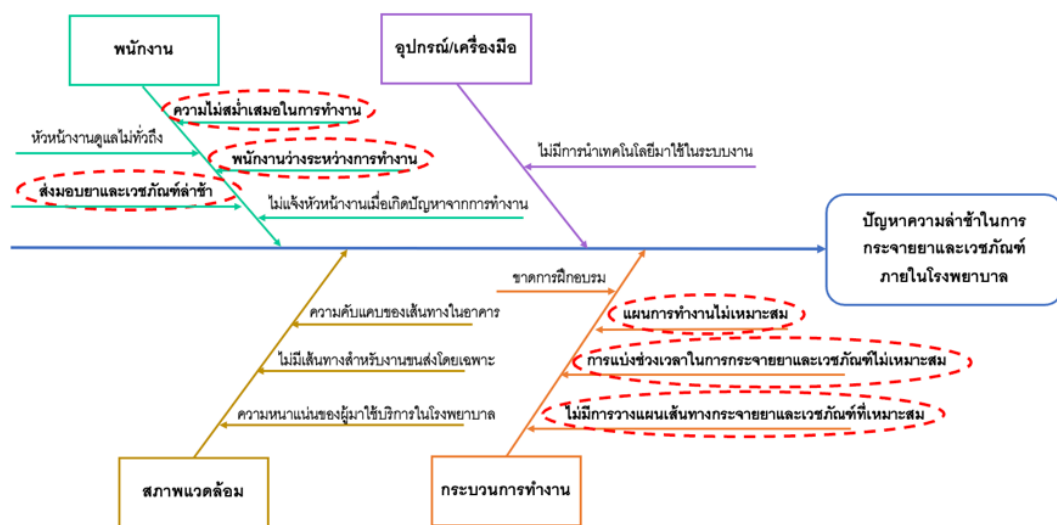 พนักงาน
อุปกรณ์/เครื่องมือ
ความไม่สม่ำเสมอในการทำงาน
หัวหน้างานดูแลไม่ทั่วถึง
พนักงานว่างระหว่างการทำงาน
ไม่มีการนำเทคโนโลยีมาใช้ในระบบงาน
ส่งมอบยาและเวชภัณฑ์ล่าช้า
ไม่แจ้งหัวหน้างานเมื่อเกิดปัญหาจากการทำงาน
ปัญหาความล่าช้าในการ
กระจายยาและเวชภัณฑ์
ภายในโรงพยาบาล
ขาดการฝึกอบรม
ความคับแคบของเส้นทางในอาคาร
แผนการทำงานไม่เหมาะสม
ไม่มีเส้นทางสำหรับงานขนส่งโดยเฉพาะ
การแบ่งช่วงเวลาในการกระจายยาและเวชภัณฑ์ไม่เหมาะสม
ความหนาแน่นของผู้มาใช้บริการในโรงพยาบาล
ไม่มีการวางแผนเส้นทางกระจายยาและเวชภัณฑ์ที่เหมาะสม
สภาพแวดล้อม
กระบวนการทำงาน